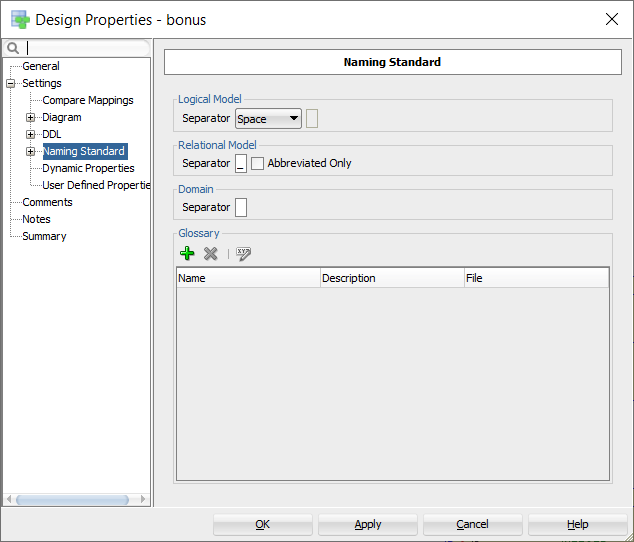 Design Properties - bonus
General
Settings
Compare Mappings
Diagram
DDL
Naming Standard
Dynamic Properties
User Defined Propertie
Comments
Notes
Summary
Naming Standard
Logical Model
Separator Space
Relational Model
Separator _ Abbreviated Only
Domain
Separator
Glossary
Name Description File
OK Apply Cancel Help